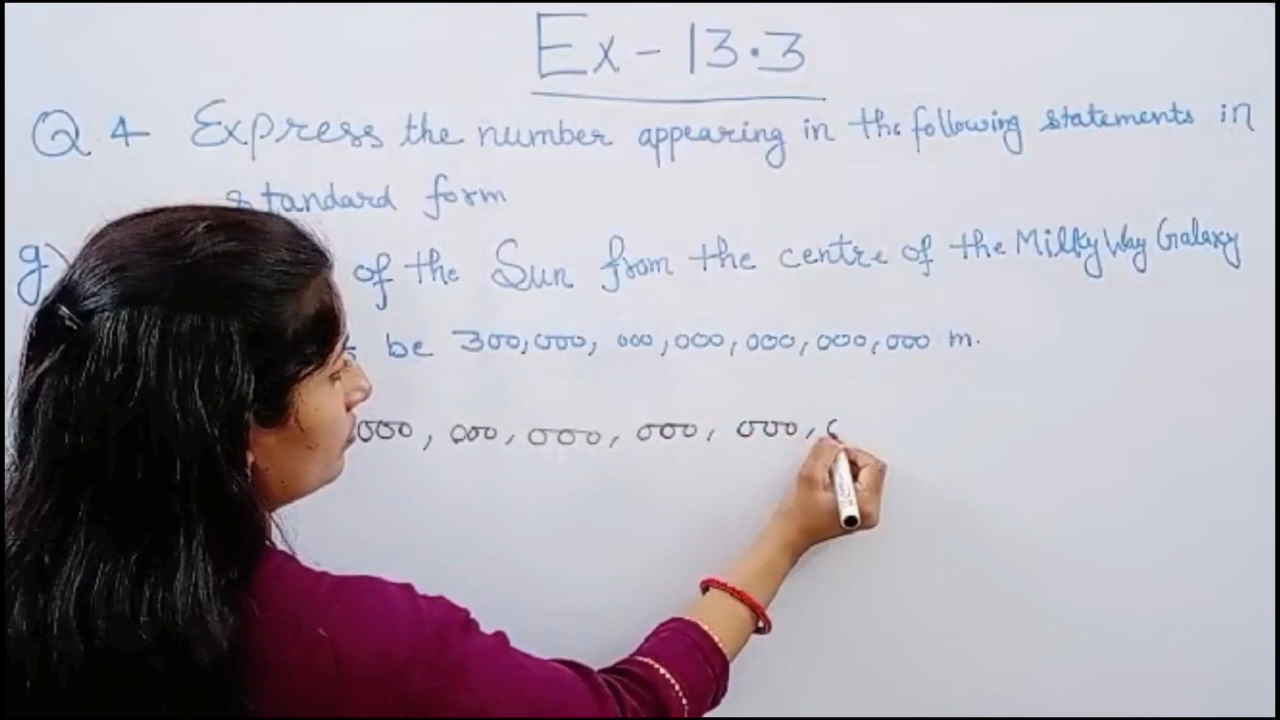 Ex - 13.3
Q.4 Express the number appearing in the following statements in
standard form
g) of the Sun from the centre of the Milky Way Galaxy
be 300,000, 000,000,000,000,000 m.
000, 000, 000, 000, 000,